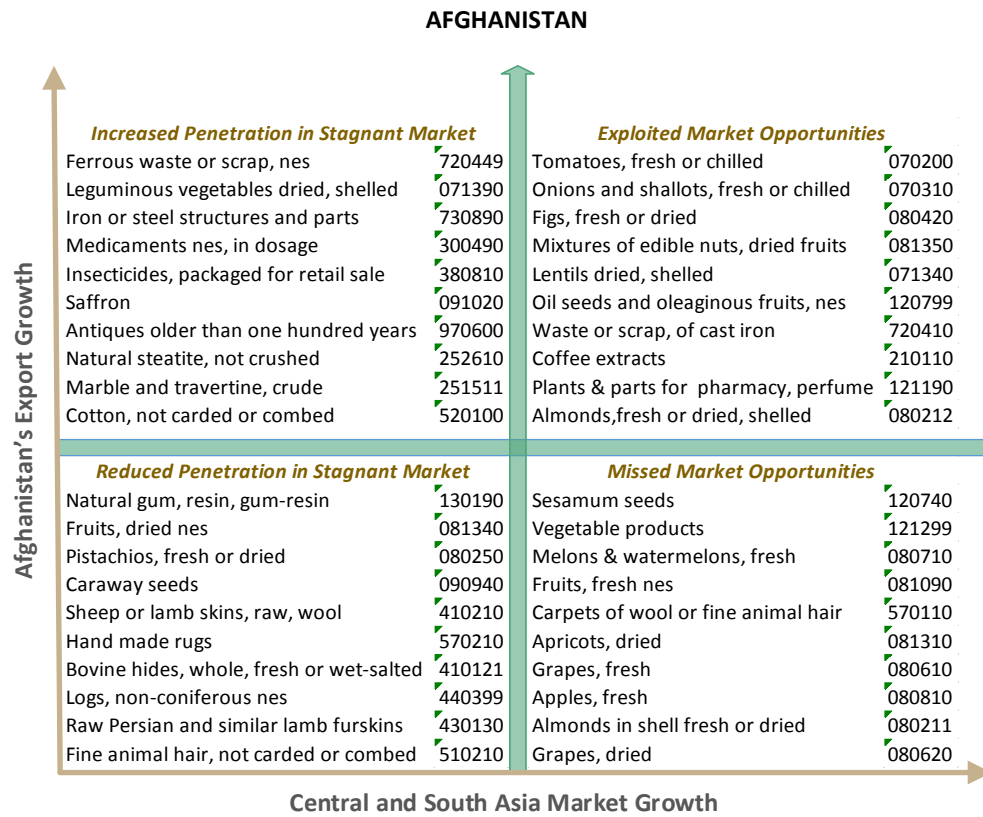 AFGHANISTAN
Afghanistan's Export Growth
Increased Penetration in Stagnant Market
Ferrous waste or scrap, nes 720449
Leguminous vegetables dried, shelled 071390
Iron or steel structures and parts 730890
Medicaments nes, in dosage 300490
Insecticides, packaged for retail sale 380810
Saffron 091020
Antiques older than one hundred years 970600
Natural steatite, not crushed 252610
Marble and travertine, crude 251511
Cotton, not carded or combed 520100
Exploited Market Opportunities
Tomatoes, fresh or chilled 070200
Onions and shallots, fresh or chilled 070310
Figs, fresh or dried 080420
Mixtures of edible nuts, dried fruits 081350
Lentils dried, shelled 071340
Oil seeds and oleaginous fruits, nes 120799
Waste or scrap, of cast iron 720410
Coffee extracts 210110
Plants & parts for  pharmacy, perfume 121190
Almonds,fresh or dried, shelled 080212
Reduced Penetration in Stagnant Market
Natural gum, resin, gum-resin 130190
Fruits, dried nes 081340
Pistachios, fresh or dried 080250
Caraway seeds 090940
Sheep or lamb skins, raw, wool 410210
Hand made rugs 570210
Bovine hides, whole, fresh or wet-salted 410121
Logs, non-coniferous nes 440399
Raw Persian and similar lamb furskins 430130
Fine animal hair, not carded or combed 510210
Missed Market Opportunities
Sesamum seeds 120740
Vegetable products 121299
Melons & watermelons, fresh 080710
Fruits, fresh nes 081090
Carpets of wool or fine animal hair 570110
Apricots, dried 081310
Grapes, fresh 080610
Apples, fresh 080810
Almonds in shell fresh or dried 080211
Grapes, dried 080620
Central and South Asia Market Growth